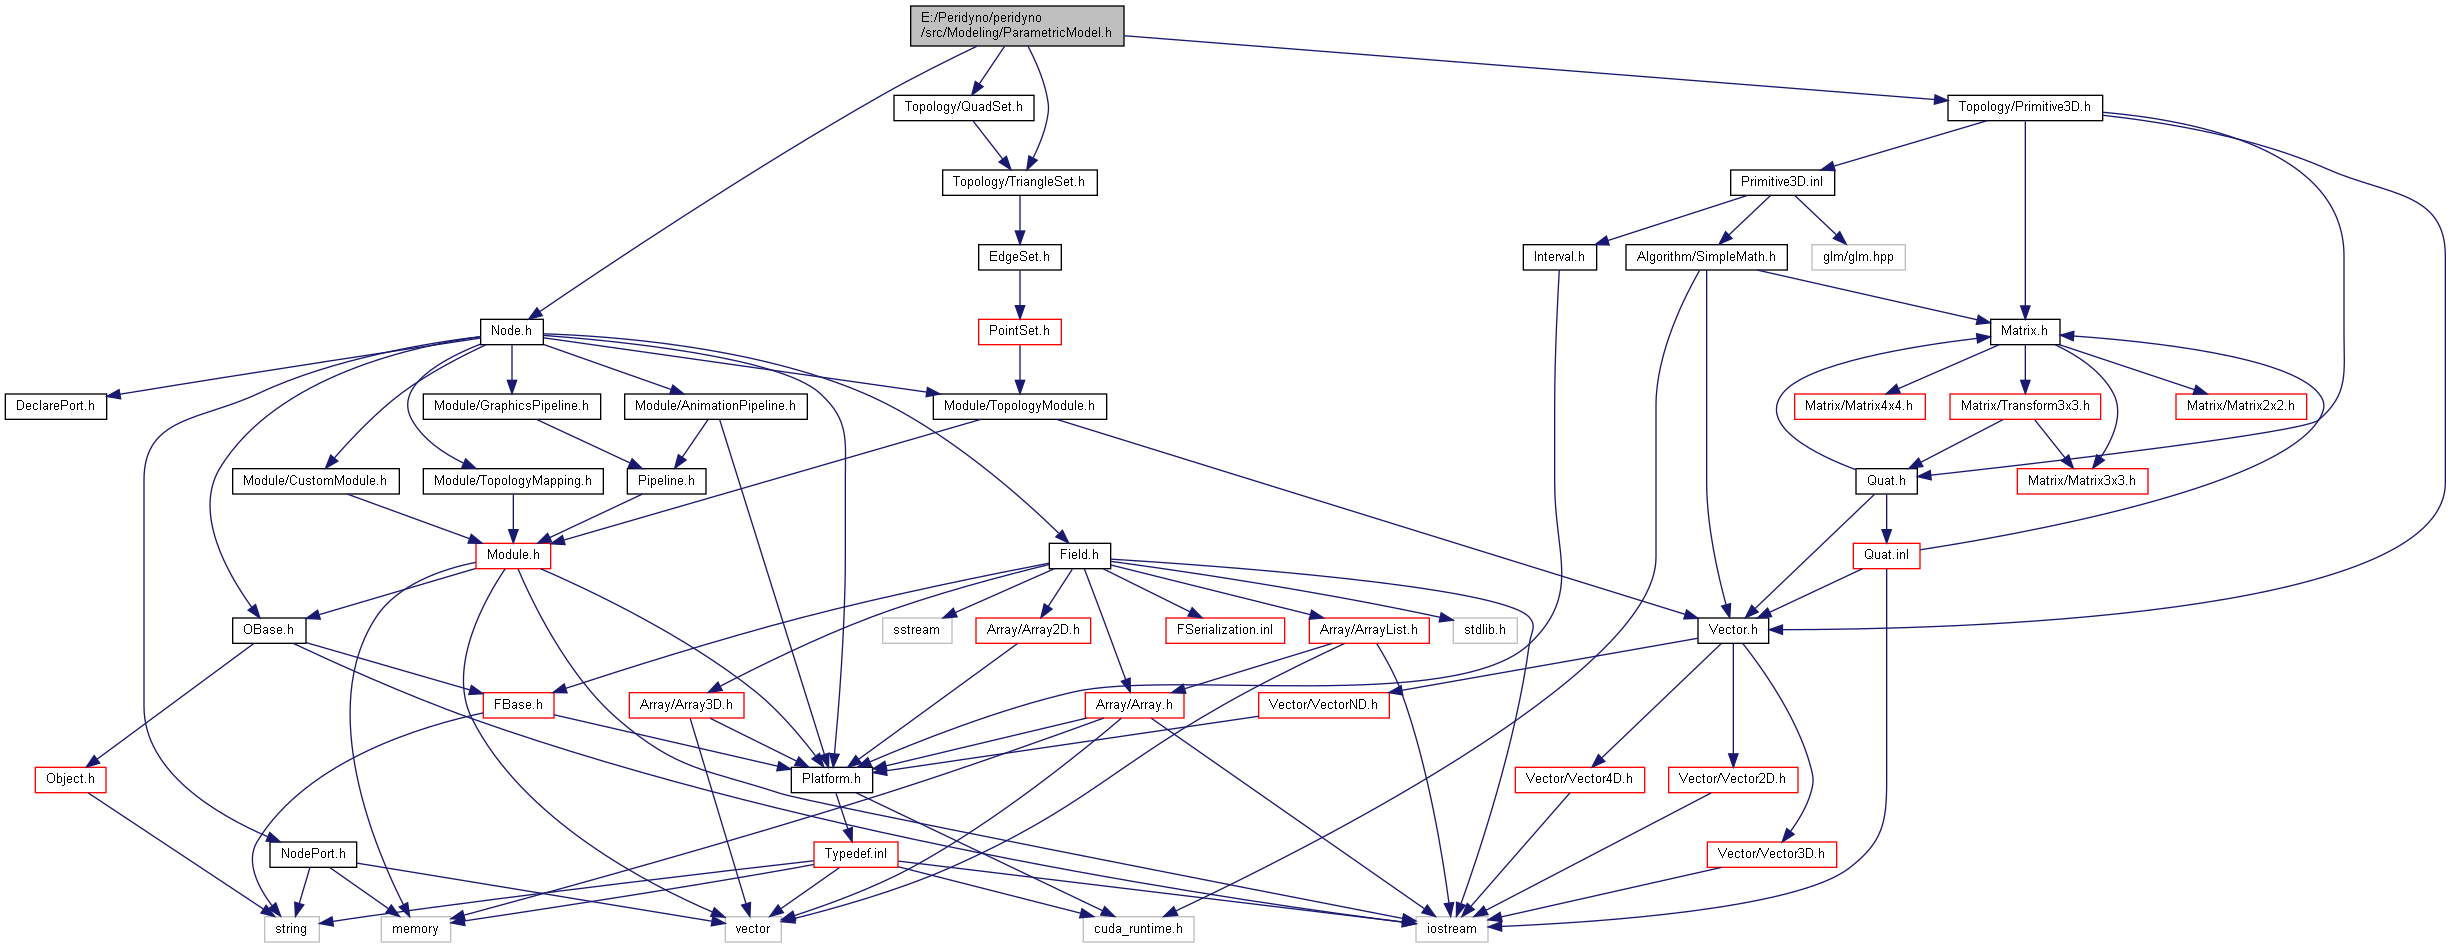 E:/Peridyno/peridyno
/src/Modeling/ParametricModel.h
Topology/QuadSet.h
Topology/Primitive3D.h
Topology/TriangleSet.h
Primitive3D.inl
EdgeSet.h
Interval.h
Algorithm/SimpleMath.h
glm/glm.hpp
Node.h
PointSet.h
Matrix.h
DeclarePort.h
Module/GraphicsPipeline.h
Module/AnimationPipeline.h
Module/TopologyModule.h
Matrix/Matrix4x4.h
Matrix/Transform3x3.h
Matrix/Matrix2x2.h
Module/CustomModule.h
Module/TopologyMapping.h
Pipeline.h
Quat.h
Matrix/Matrix3x3.h
Module.h
Field.h
Quat.inl
OBase.h
sstream
Array/Array2D.h
FSerialization.inl
Array/ArrayList.h
stdlib.h
Vector.h
FBase.h
Array/Array3D.h
Array/Array.h
Vector/VectorND.h
Object.h
Platform.h
Vector/Vector4D.h
Vector/Vector2D.h
NodePort.h
Typedef.inl
Vector/Vector3D.h
string
memory
vector
cuda_runtime.h
iostream